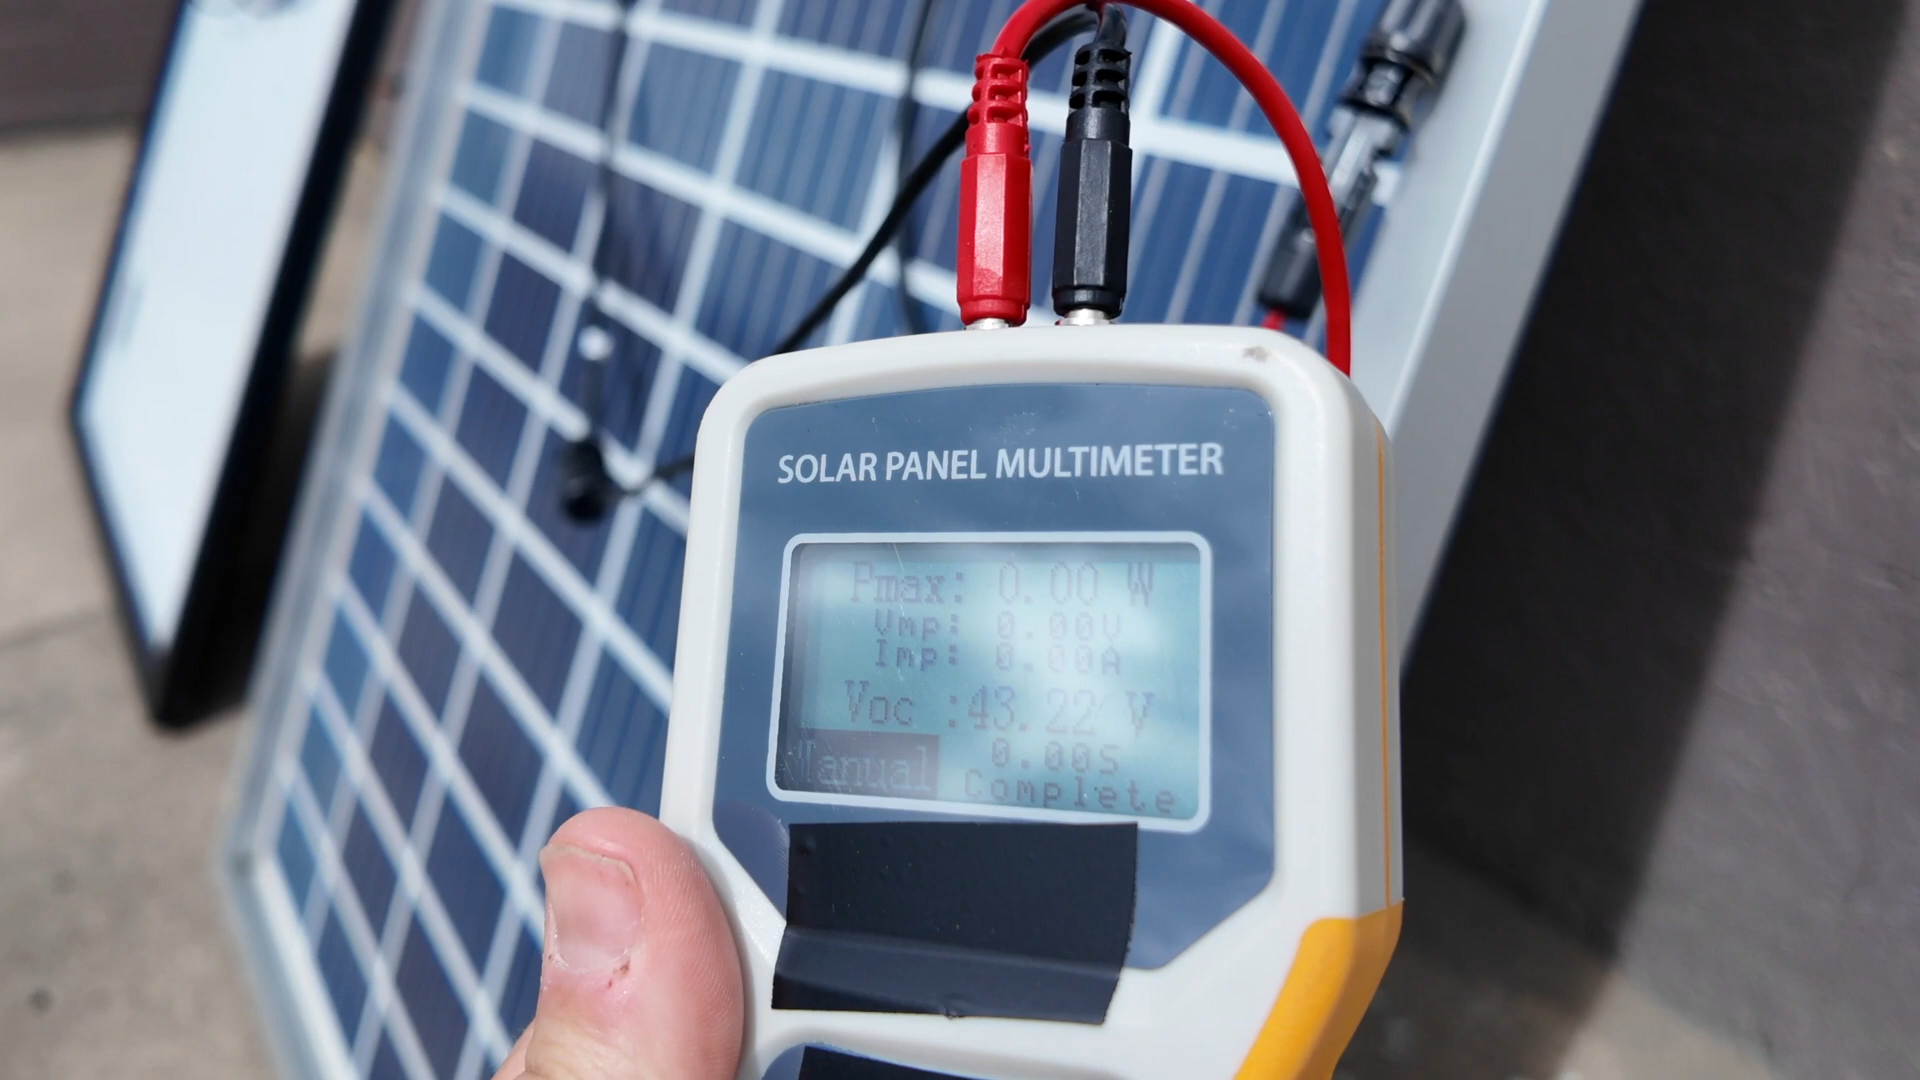 SOLAR PANEL MULTIMETER
Pmax: 0.00 W
Vmp: 0.00V
Imp: 0.00A
Voc :43.22 V
Manual
0.00S
Complete